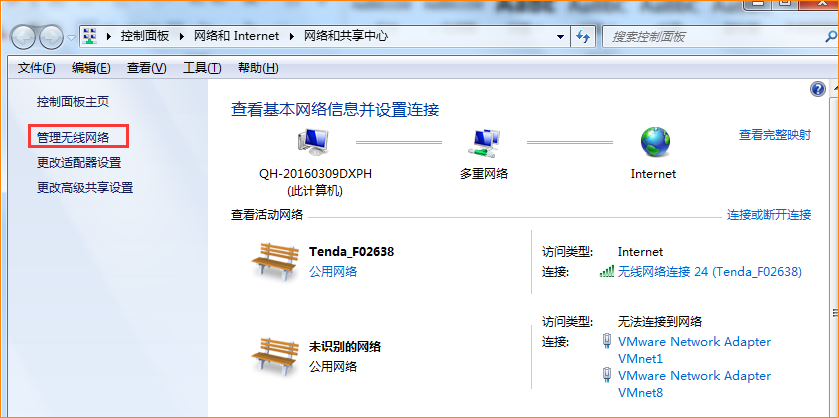 控制面板 网络和 Internet 网络和共享中心 搜索控制面板
文件(F) 编辑(E) 查看(V) 工具(T) 帮助(H)
控制面板主页
管理无线网络
更改适配器设置
更改高级共享设置
查看基本网络信息并设置连接
查看完整映射
QH-20160309DXPH 多重网络 Internet
(此计算机)
查看活动网络 连接或断开连接
Tenda_F02638
公用网络
访问类型: Internet
连接: 无线网络连接 24 (Tenda_F02638)
未识别的网络
公用网络
访问类型: 无法连接到网络
连接: VMware Network Adapter
VMnet1
VMware Network Adapter
VMnet8